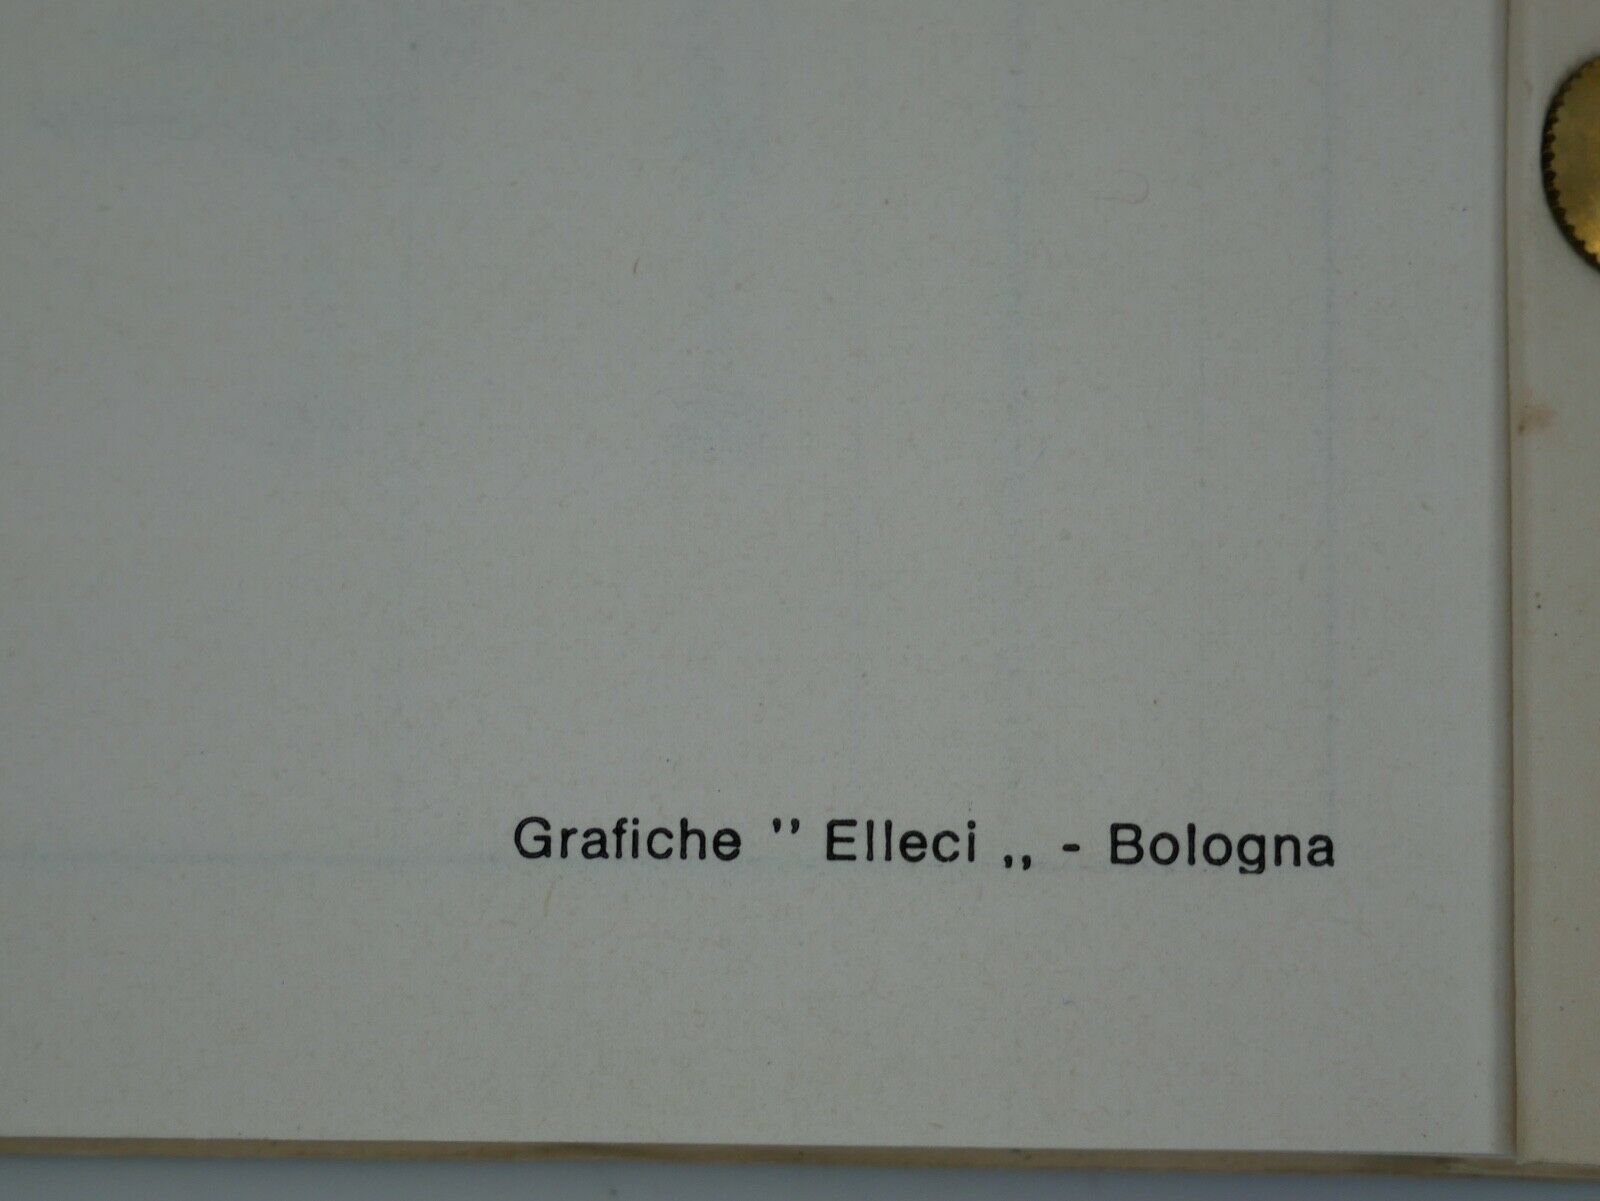 Grafiche ’’ Elleci ,, - Bologna